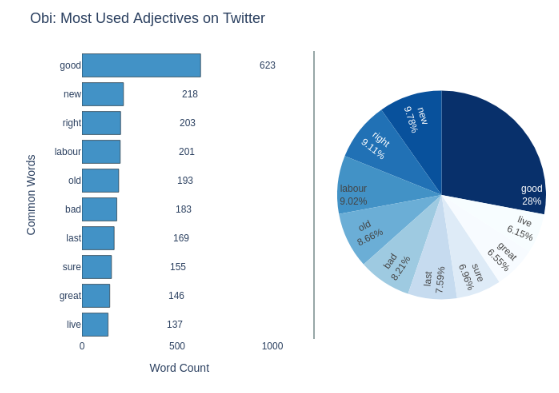 Obi: Most Used Adjectives on Twitter
Common Words
good 623
new 218
right 203
labour 201
old 193
bad 183
last 169
sure 155
great 146
live 137
0 500 1000
Word Count
good
28%
new
9.78%
right
9.11%
labour
9.02%
old
8.66%
bad
8.21%
last
7.59%
sure
6.96%
great
6.55%
live
6.15%